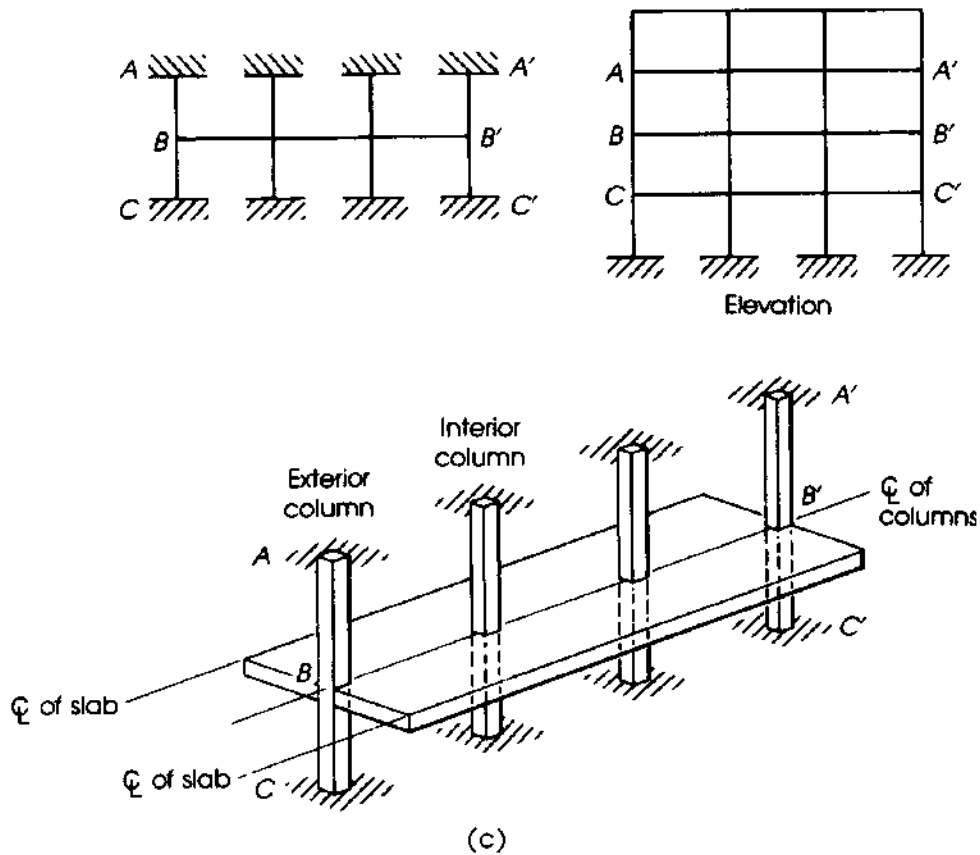 A
A'
B
B'
C
C'
A
A'
B
B'
C
C'
Elevation
A'
Interior
column
Exterior
column
B'
℄ of
columns
A
C'
B
℄ of slab
℄ of slab
C
(c)